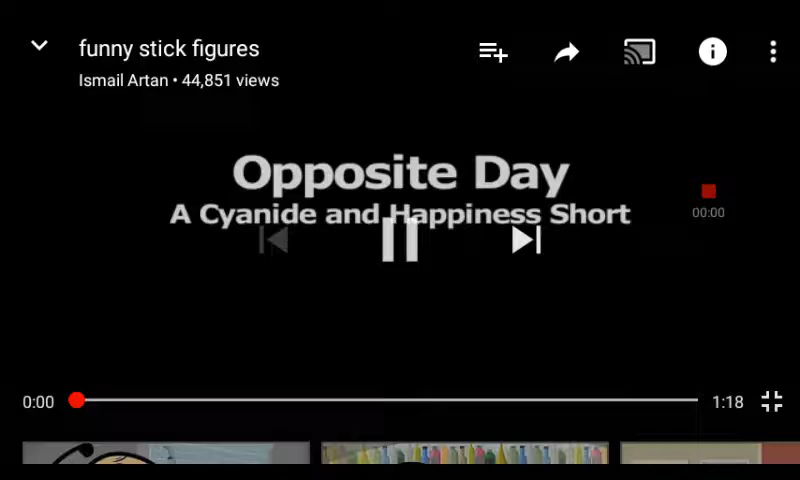 funny stick figures
Ismail Artan • 44,851 views
Opposite Day
A Cyanide and Happiness Short
00:00
0:00
1:18